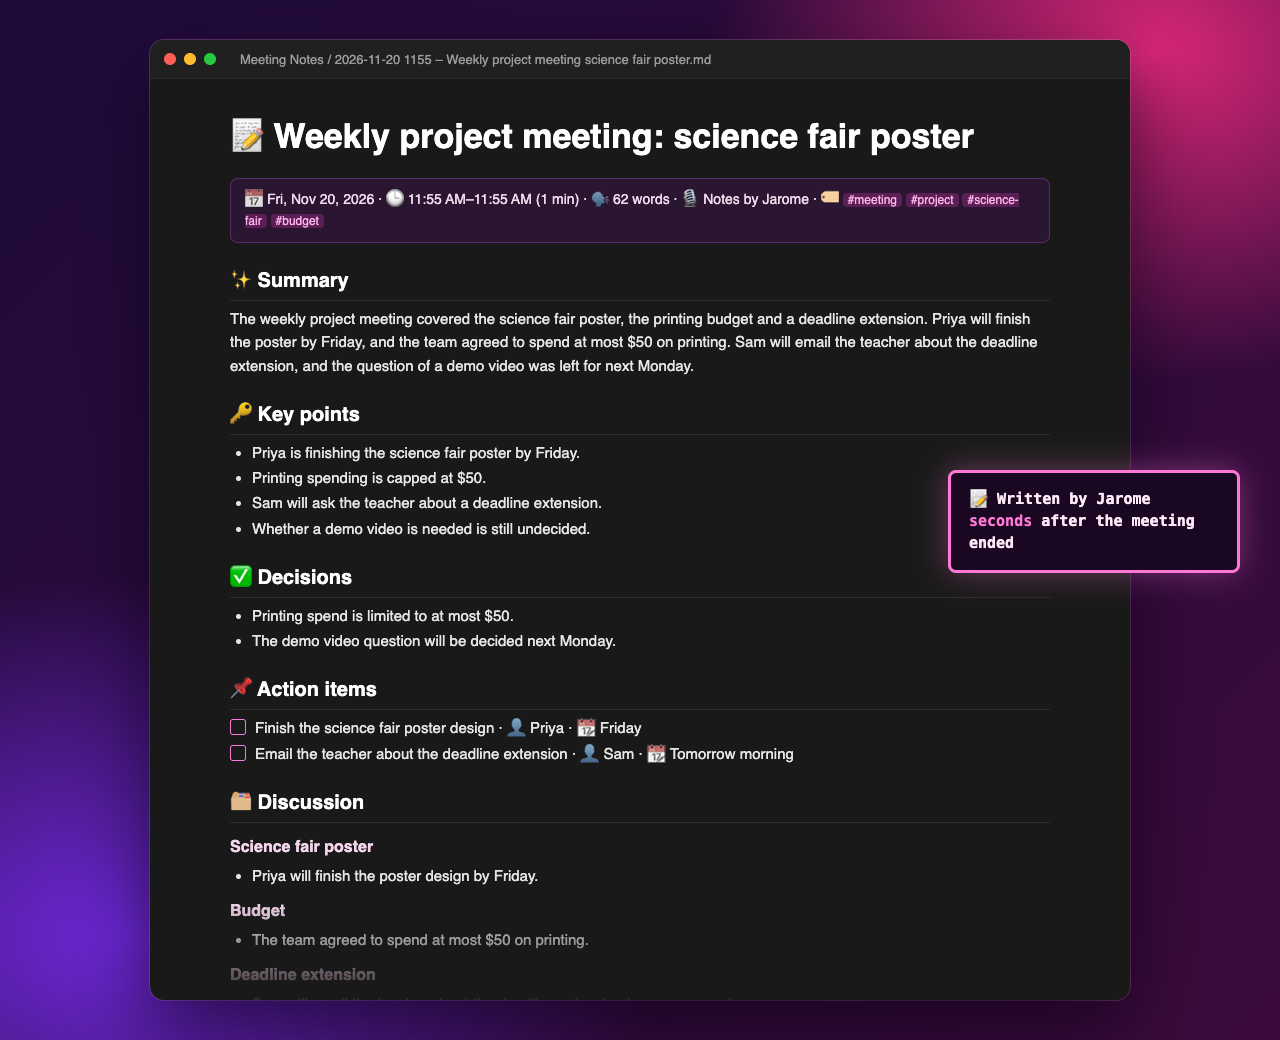 Meeting Notes / 2026-11-20 1155 – Weekly project meeting science fair poster.md
Weekly project meeting: science fair poster
Fri, Nov 20, 2026 · 11:55 AM–11:55 AM (1 min) · 62 words · Notes by Jarome · #meeting #project #science-
fair #budget
Summary
The weekly project meeting covered the science fair poster, the printing budget and a deadline extension. Priya will finish
the poster by Friday, and the team agreed to spend at most $50 on printing. Sam will email the teacher about the deadline
extension, and the question of a demo video was left for next Monday.
Key points
• Priya is finishing the science fair poster by Friday.
• Printing spending is capped at $50.
• Sam will ask the teacher about a deadline extension.
• Whether a demo video is needed is still undecided.
Written by Jarome
seconds after the meeting
ended
Decisions
• Printing spend is limited to at most $50.
• The demo video question will be decided next Monday.
Action items
Finish the science fair poster design · Priya · Friday
Email the teacher about the deadline extension · Sam · Tomorrow morning
Discussion
Science fair poster
• Priya will finish the poster design by Friday.
Budget
• The team agreed to spend at most $50 on printing.
Deadline extension